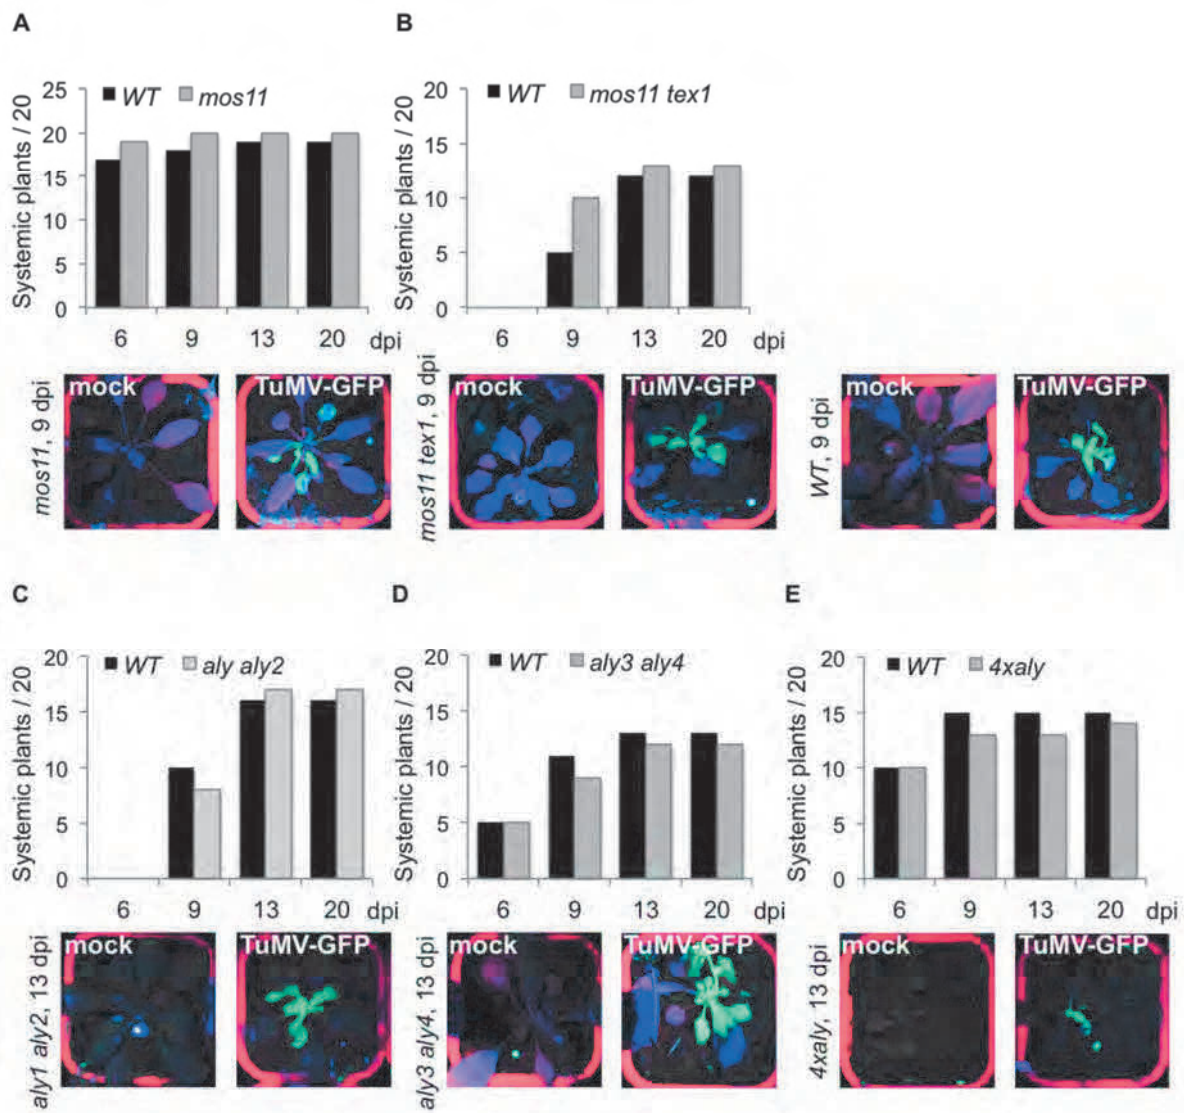 A
B
WT mos11
WT mos11 tex1
Systemic plants / 20
25
20
15
10
5
0
6 9 13 20 dpi
Systemic plants / 20
20
15
10
5
0
6 9 13 20 dpi
mos11, 9 dpi
mock
TuMV-GFP
mos11 tex1, 9 dpi
mock
TuMV-GFP
WT, 9 dpi
mock
TuMV-GFP
C
D
E
WT aly aly2
WT aly3 aly4
WT 4xaly
Systemic plants / 20
20
15
10
5
0
6 9 13 20 dpi
Systemic plants / 20
20
15
10
5
0
6 9 13 20 dpi
Systemic plants / 20
20
15
10
5
0
6 9 13 20 dpi
aly1 aly2, 13 dpi
mock
TuMV-GFP
aly3 aly4, 13 dpi
mock
TuMV-GFP
4xaly, 13 dpi
mock
TuMV-GFP